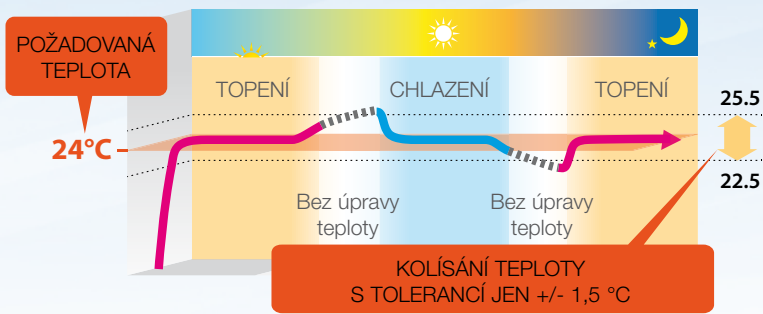 POŽADOVANÁ
TEPLOTA
TOPENÍ
CHLAZENÍ
TOPENÍ
25.5
24°C
22.5
Bez úpravy
teploty
Bez úpravy
teploty
KOLÍSÁNÍ TEPLOTY
S TOLERANCÍ JEN +/- 1,5 °C